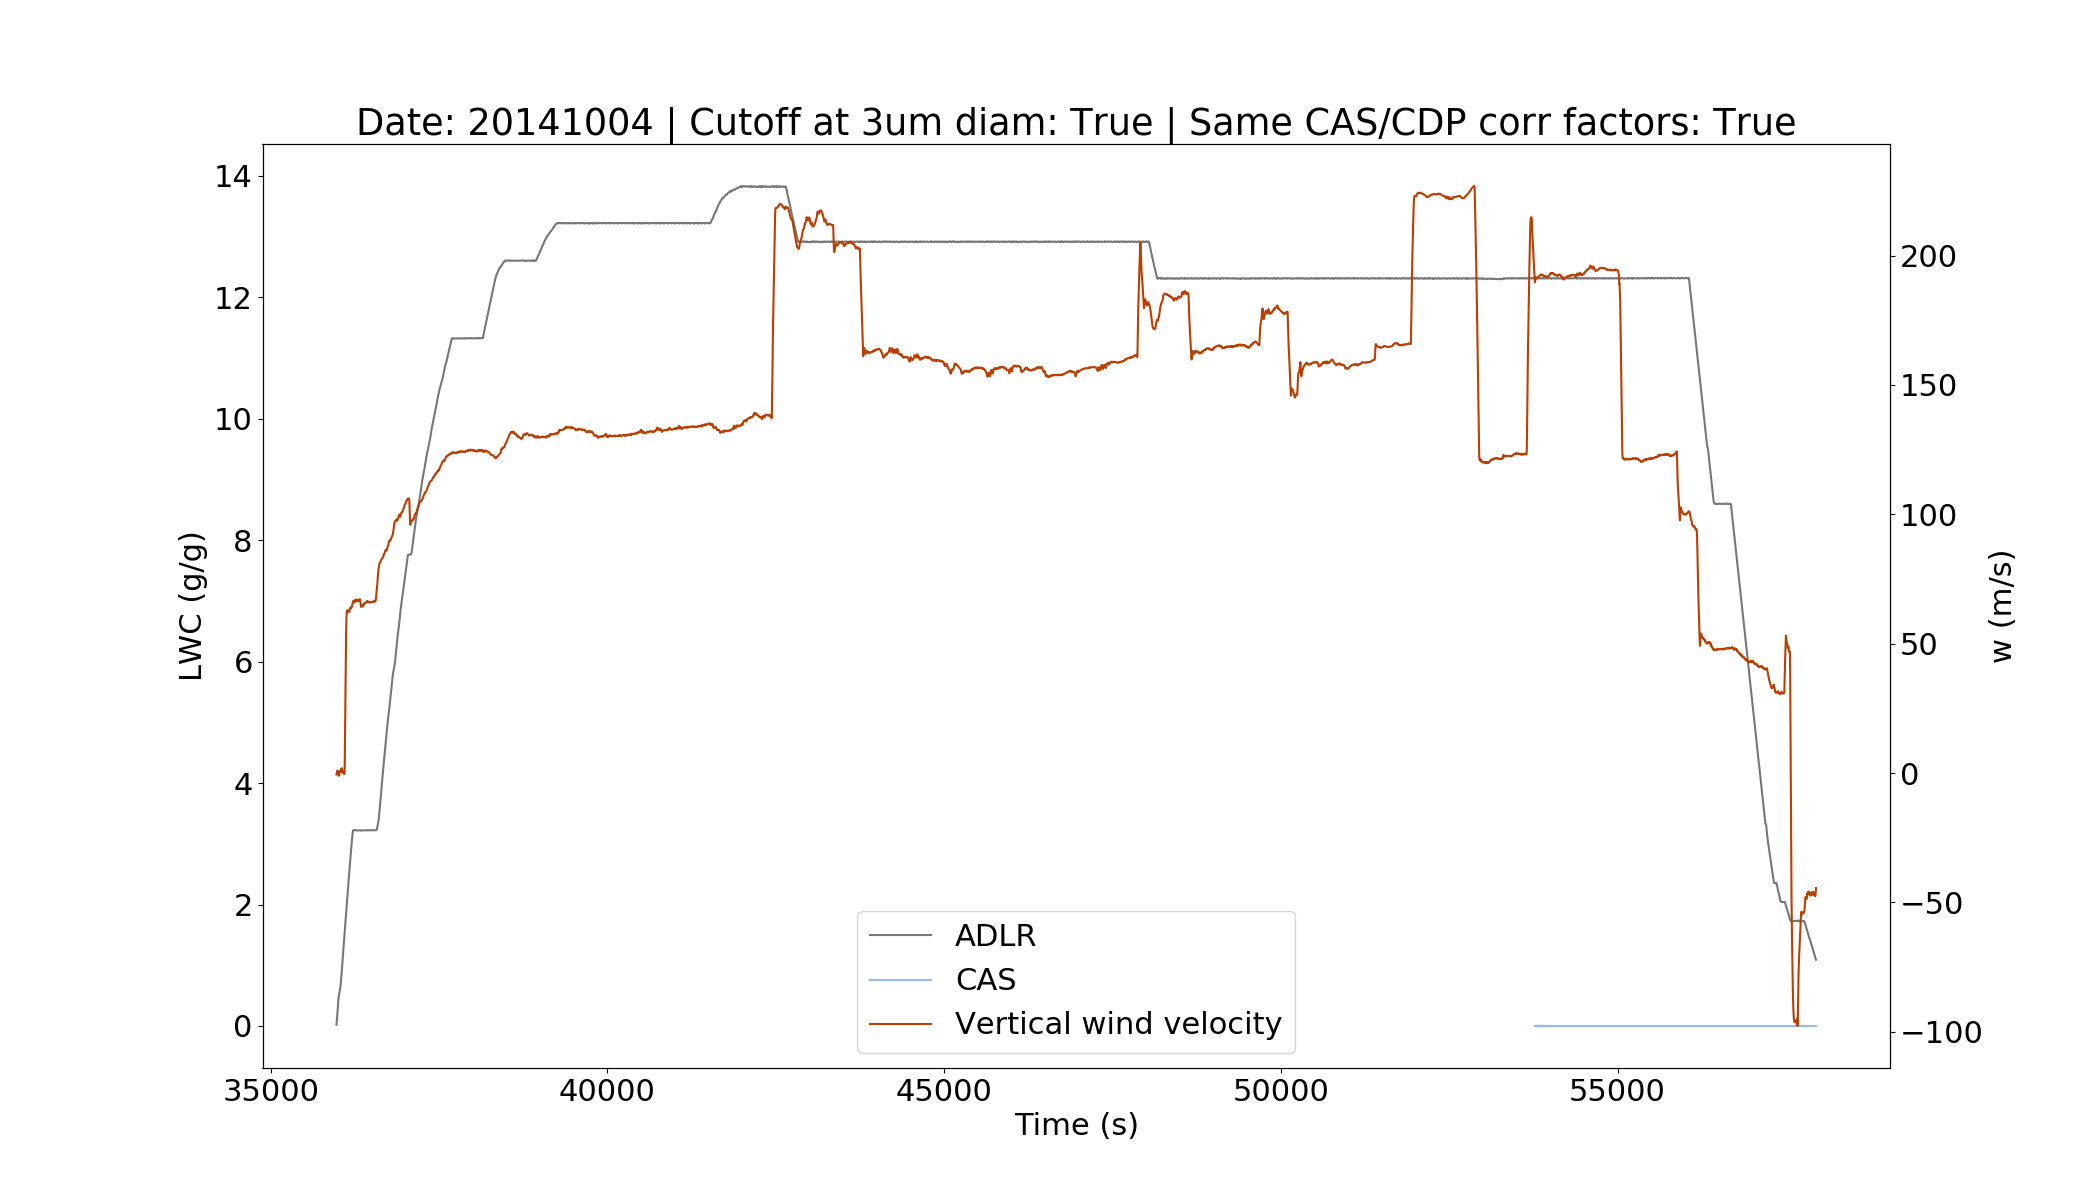 Date: 20141004 | Cutoff at 3um diam: True | Same CAS/CDP corr factors: True
14
12
10
8
6
4
2
0
LWC (g/g)
200
150
100
50
0
−50
−100
w (m/s)
ADLR
CAS
Vertical wind velocity
35000 40000 45000 50000 55000
Time (s)